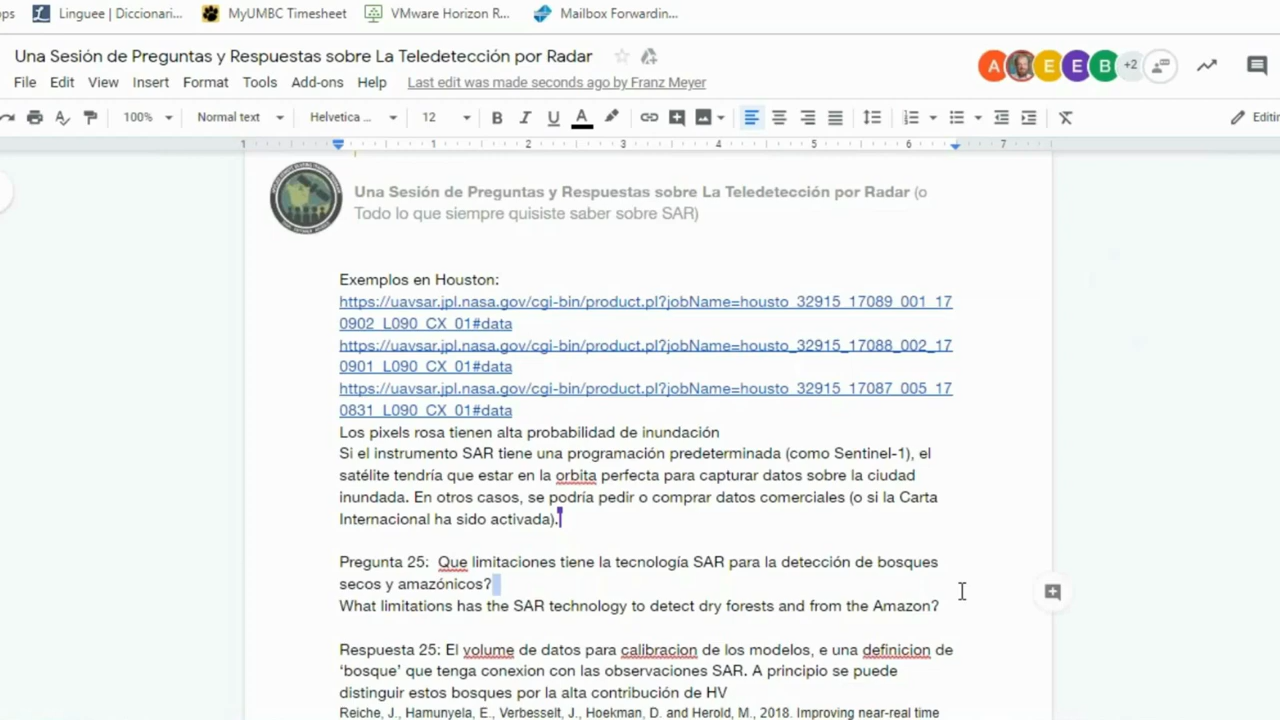 ps Linguee | Diccionari... MyUMBC Timesheet VMware Horizon R... Mailbox Forwardin...
Una Sesión de Preguntas y Respuestas sobre La Teledetección por Radar
A E E B +2
File Edit View Insert Format Tools Add-ons Help Last edit was made seconds ago by Franz Meyer
100% Normal text Helvetica ... 12 B I U A Editin
1 1 2 3 4 5 6 7
Una Sesión de Preguntas y Respuestas sobre La Teledetección por Radar (o
Todo lo que siempre quisiste saber sobre SAR)
Exemplos en Houston:
https://uavsar.jpl.nasa.gov/cgi-bin/product.pl?jobName=housto_32915_17089_001_17
0902_L090_CX_01#data
https://uavsar.jpl.nasa.gov/cgi-bin/product.pl?jobName=housto_32915_17088_002_17
0901_L090_CX_01#data
https://uavsar.jpl.nasa.gov/cgi-bin/product.pl?jobName=housto_32915_17087_005_17
0831_L090_CX_01#data
Los pixels rosa tienen alta probabilidad de inundación
Si el instrumento SAR tiene una programación predeterminada (como Sentinel-1), el
satélite tendría que estar en la orbita perfecta para capturar datos sobre la ciudad
inundada. En otros casos, se podría pedir o comprar datos comerciales (o si la Carta
Internacional ha sido activada).
Pregunta 25: Que limitaciones tiene la tecnología SAR para la detección de bosques
secos y amazónicos?
What limitations has the SAR technology to detect dry forests and from the Amazon?
Respuesta 25: El volume de datos para calibracion de los modelos, e una definicion de
‘bosque’ que tenga conexion con las observaciones SAR. A principio se puede
distinguir estos bosques por la alta contribución de HV
Reiche, J., Hamunyela, E., Verbesselt, J., Hoekman, D. and Herold, M., 2018. Improving near-real time